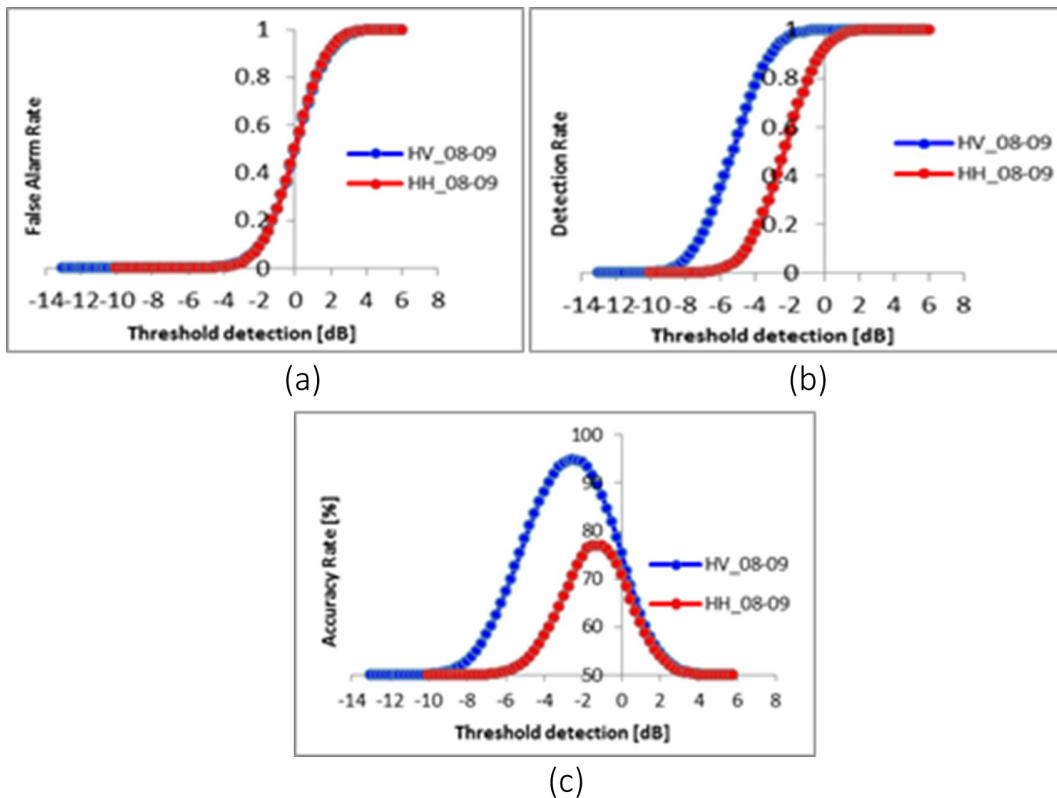 1
0.8
0.6
0.4
0.2
0
False Alarm Rate
HV_08-09
HH_08-09
-14-12-10 -8 -6 -4 -2 0 2 4 6 8
Threshold detection [dB]
(a)
1
0.8
0.6
0.4
0.2
0
Detection Rate
HV_08-09
HH_08-09
-14-12-10 -8 -6 -4 -2 0 2 4 6 8
Threshold detection [dB]
(b)
100
90
80
70
60
50
Accuracy Rate [%]
HV_08-09
HH_08-09
-14 -12 -10 -8 -6 -4 -2 0 2 4 6 8
Threshold detection [dB]
(c)